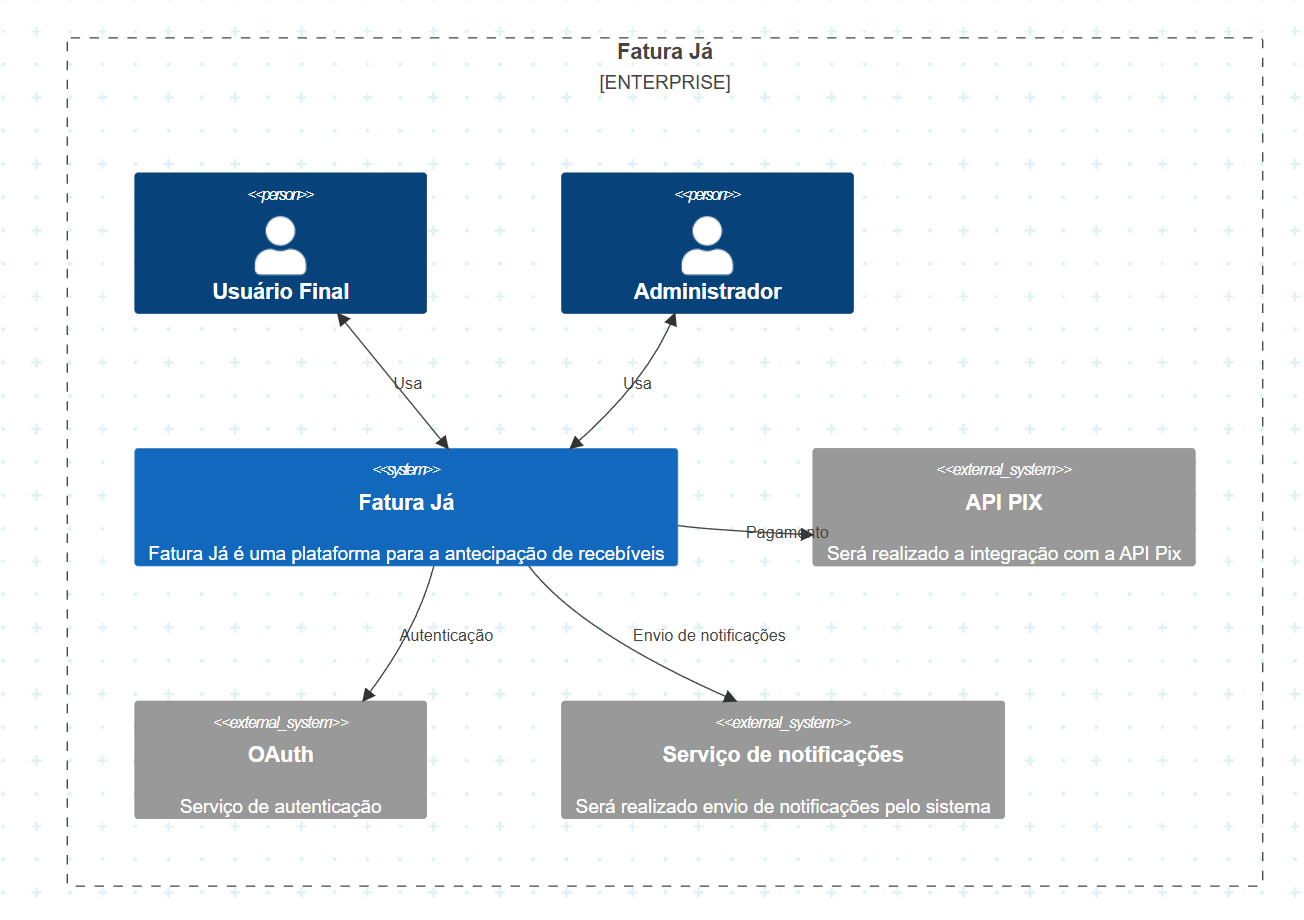 Fatura Já
[ENTERPRISE]
<<person>>
Usuário Final
<<person>>
Administrador
Usa
Usa
<<system>>
Fatura Já
Fatura Já é uma plataforma para a antecipação de recebíveis
<<external_system>>
API PIX
Será realizado a integração com a API Pix
Pagamento
Autenticação
Envio de notificações
<<external_system>>
OAuth
Serviço de autenticação
<<external_system>>
Serviço de notificações
Será realizado envio de notificações pelo sistema